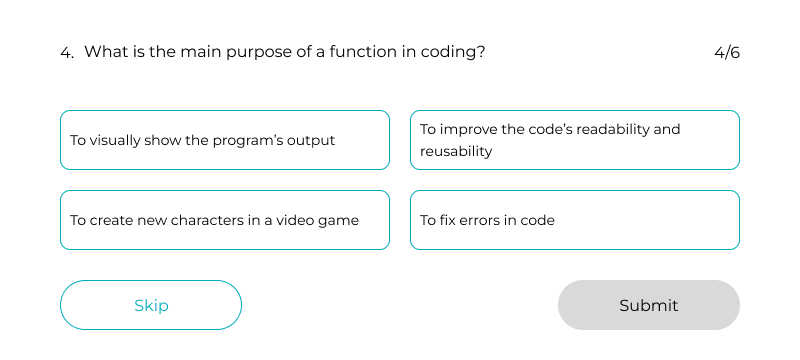 4. What is the main purpose of a function in coding?
4/6
To visually show the program’s output
To improve the code’s readability and
reusability
To create new characters in a video game
To fix errors in code
Skip
Submit